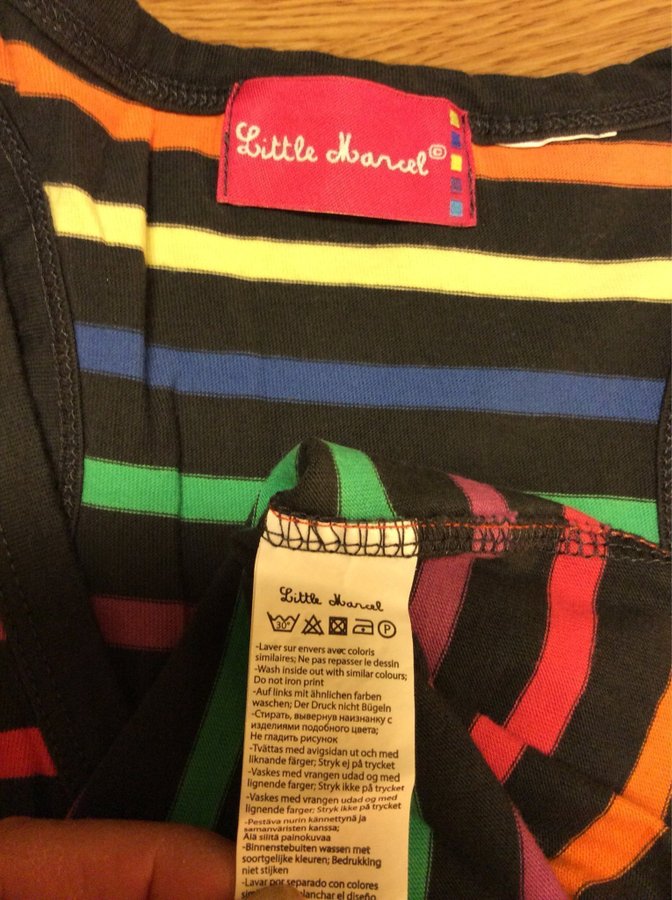 Little Marcel©
Little Marcel
30°
P
-Laver sur envers avec coloris
similaires; Ne pas repasser le dessin
-Wash inside out with similar colours;
Do not iron print
-Auf links mit ähnlichen farben
waschen; Der Druck nicht Bügeln
-Стирать, вывернув наизнанку с
изделиями подобного цвета;
Не гладить рисунок
-Tvättas med avigsidan ut och med
liknande färger; Stryk ej på trycket
-Vaskes med vrangen udad og med
lignende farger; Stryk ikke på trycket
-Vaskes med vrangen udad og med
lignende farger; Stryk ikke på trycket
-Pestävä nurin kännettynä ja
samanväristen kanssa;
Älä silitä painokuvaa
-Binnenstebuiten wassen met
soortgelijke kleuren; Bedrukking
niet stijken
-Lavar por separado con colores
planchar el diseño